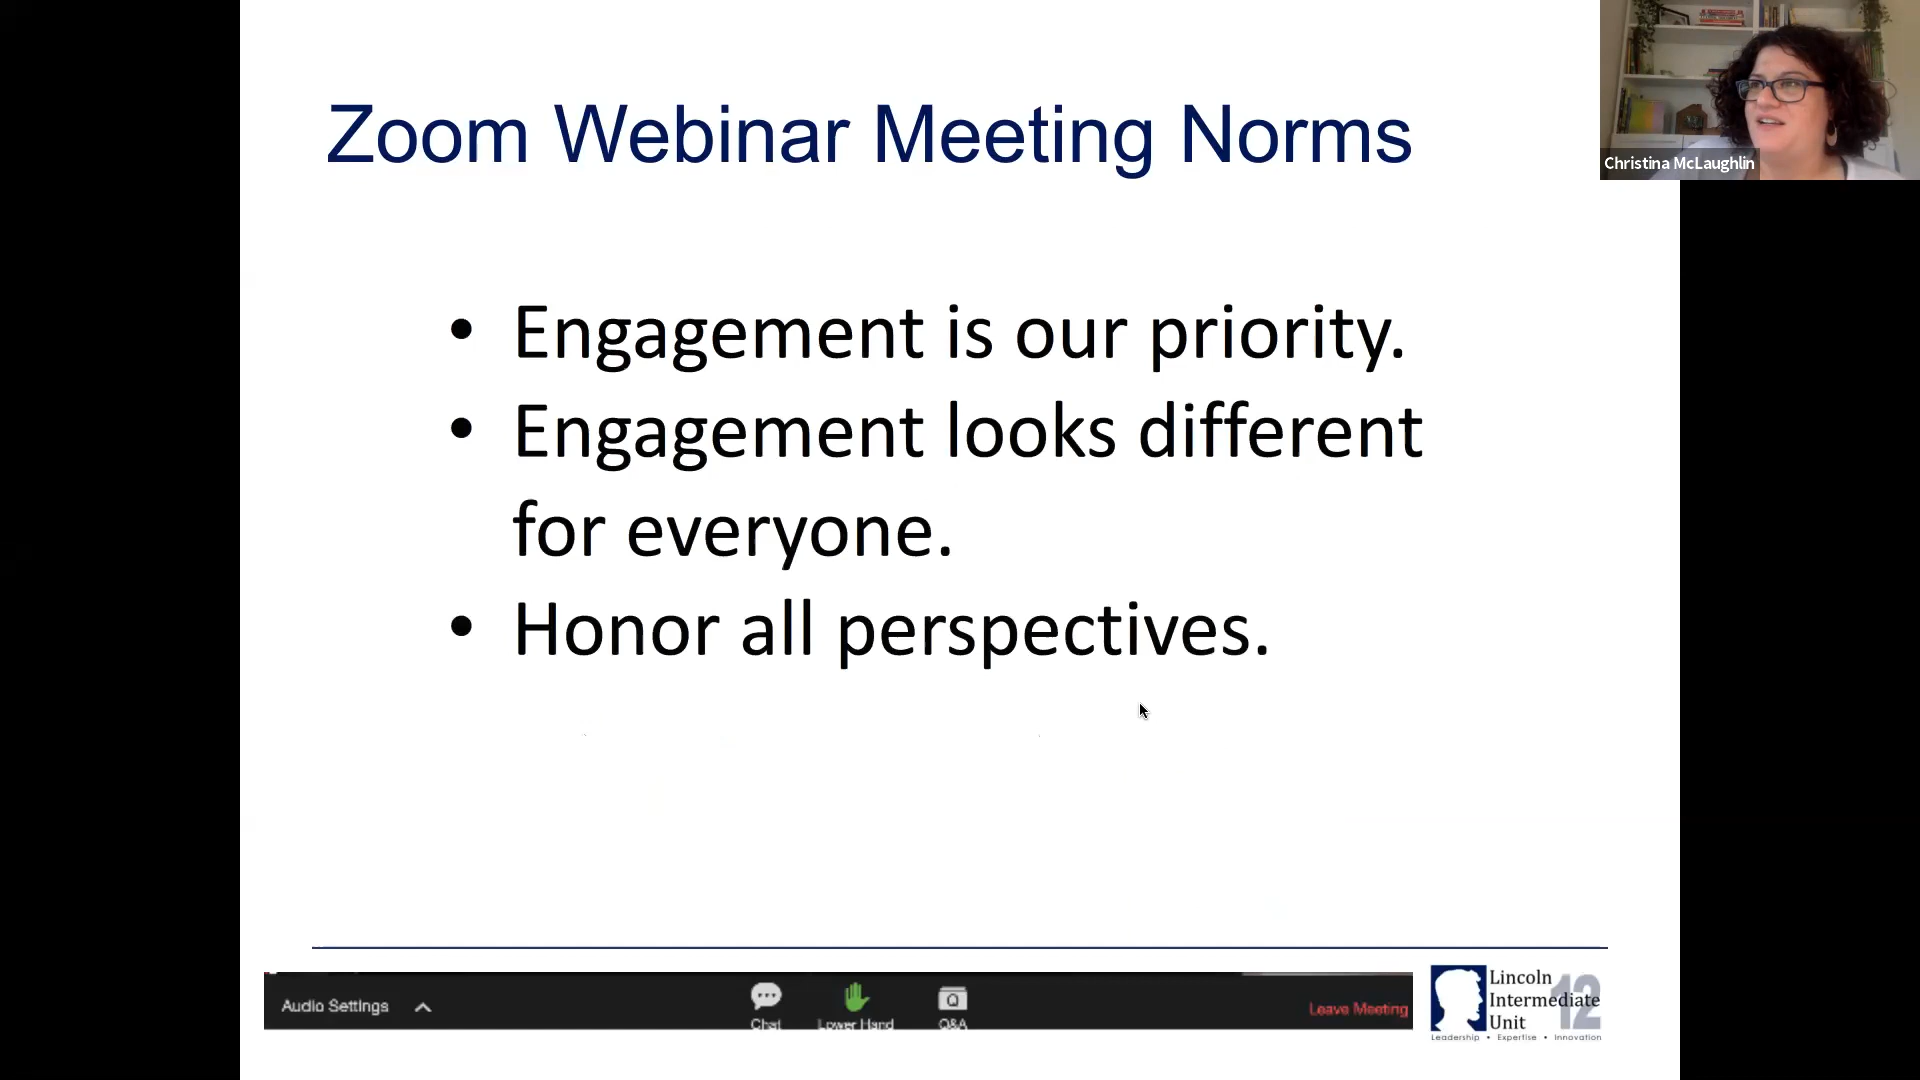 Zoom Webinar Meeting Norms
Christina McLaughlin
• Engagement is our priority.
• Engagement looks different
for everyone.
• Honor all perspectives.
Audio Settings
Chat
Lower Hand
Q&A
Leave Meeting
Lincoln
Intermediate
Unit
12
Leadership • Expertise • Innovation